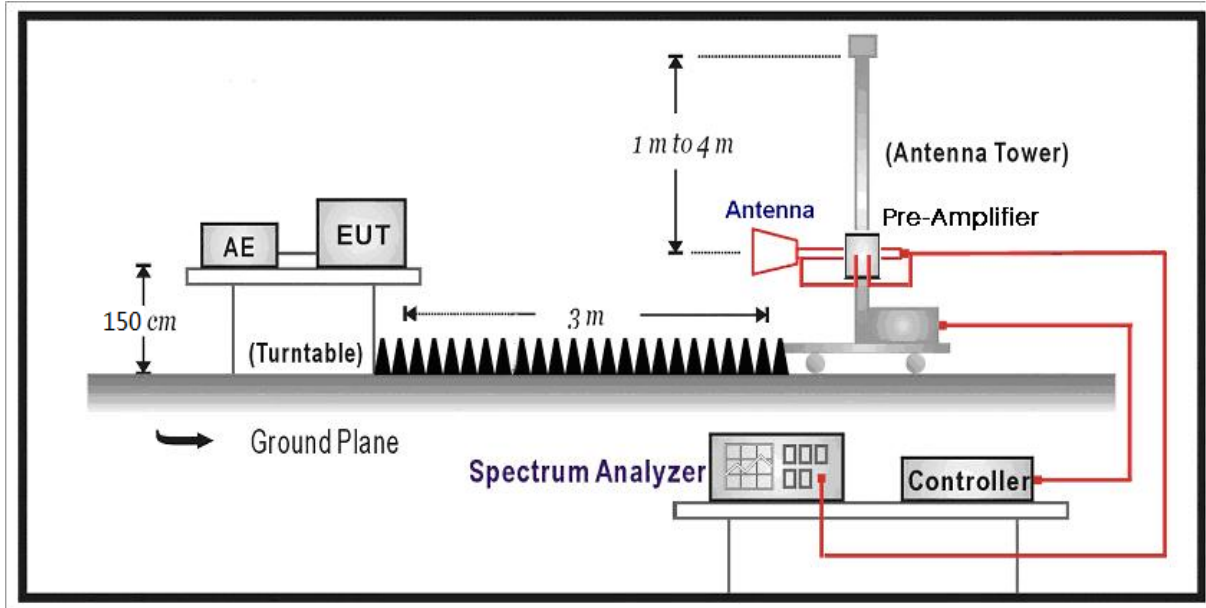 1 m to 4 m
(Antenna Tower)
Antenna
Pre-Amplifier
AE
EUT
150 cm
3 m
(Turntable)
Ground Plane
Spectrum Analyzer
Controller